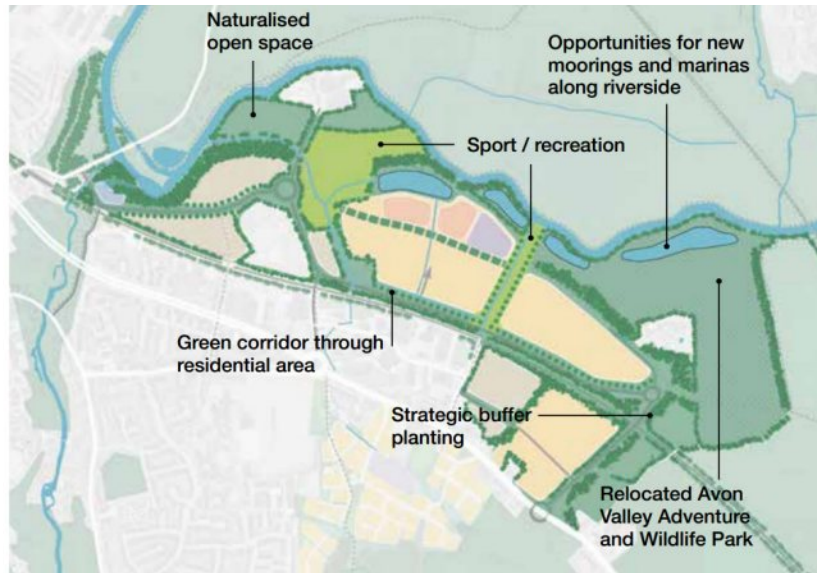 Naturalised
open space
Opportunities for new
moorings and marinas
along riverside
Sport / recreation
Green corridor through
residential area
Strategic buffer
planting
Relocated Avon
Valley Adventure
and Wildlife Park